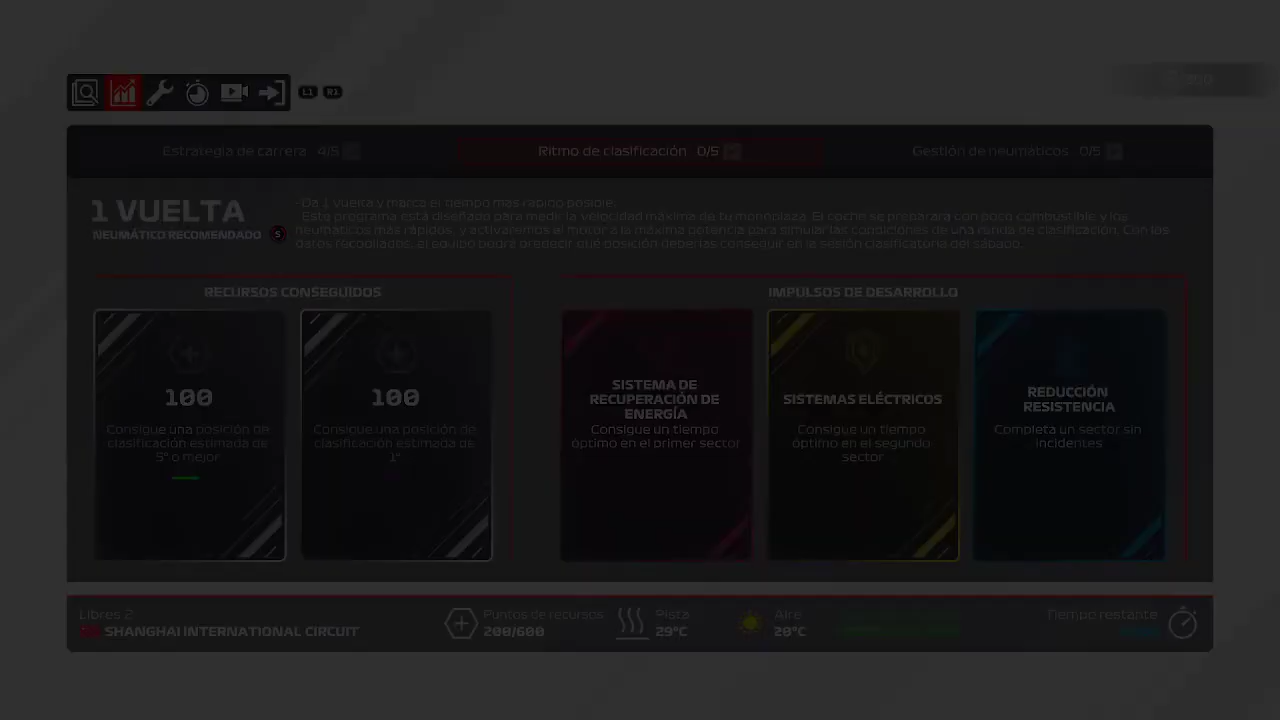 L1 R1
Estrategia de carrera 4/5
Ritmo de clasificación 0/5
Gestión de neumáticos 0/5
1 VUELTA
NEUMÁTICO RECOMENDADO S
- Da 1 vuelta y marca el tiempo más rápido posible.
- Este programa está diseñado para medir la velocidad máxima de tu monoplaza. El coche se preparará con poco combustible y los
neumáticos más rápidos, y activaremos el motor a la máxima potencia para simular las condiciones de una ronda de clasificación. Con los
datos recopilados, el equipo podrá predecir qué posición deberías conseguir en la sesión clasificatoria del sábado.
RECURSOS CONSEGUIDOS
100
Consigue una posición de
clasificación estimada de
5º o mejor
100
Consigue una posición de
clasificación estimada de
1º
IMPULSOS DE DESARROLLO
SISTEMA DE
RECUPERACIÓN DE
ENERGÍA
Consigue un tiempo
óptimo en el primer sector
SISTEMAS ELÉCTRICOS
Consigue un tiempo
óptimo en el segundo
sector
REDUCCIÓN
RESISTENCIA
Completa un sector sin
incidentes
Libres 2
SHANGHAI INTERNATIONAL CIRCUIT
Puntos de recursos
200/600
Pista
29°C
Aire
20°C
Tiempo restante